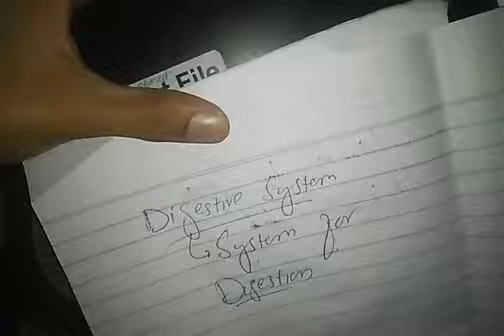 t File
Digestive System
↳ System for
Digestion